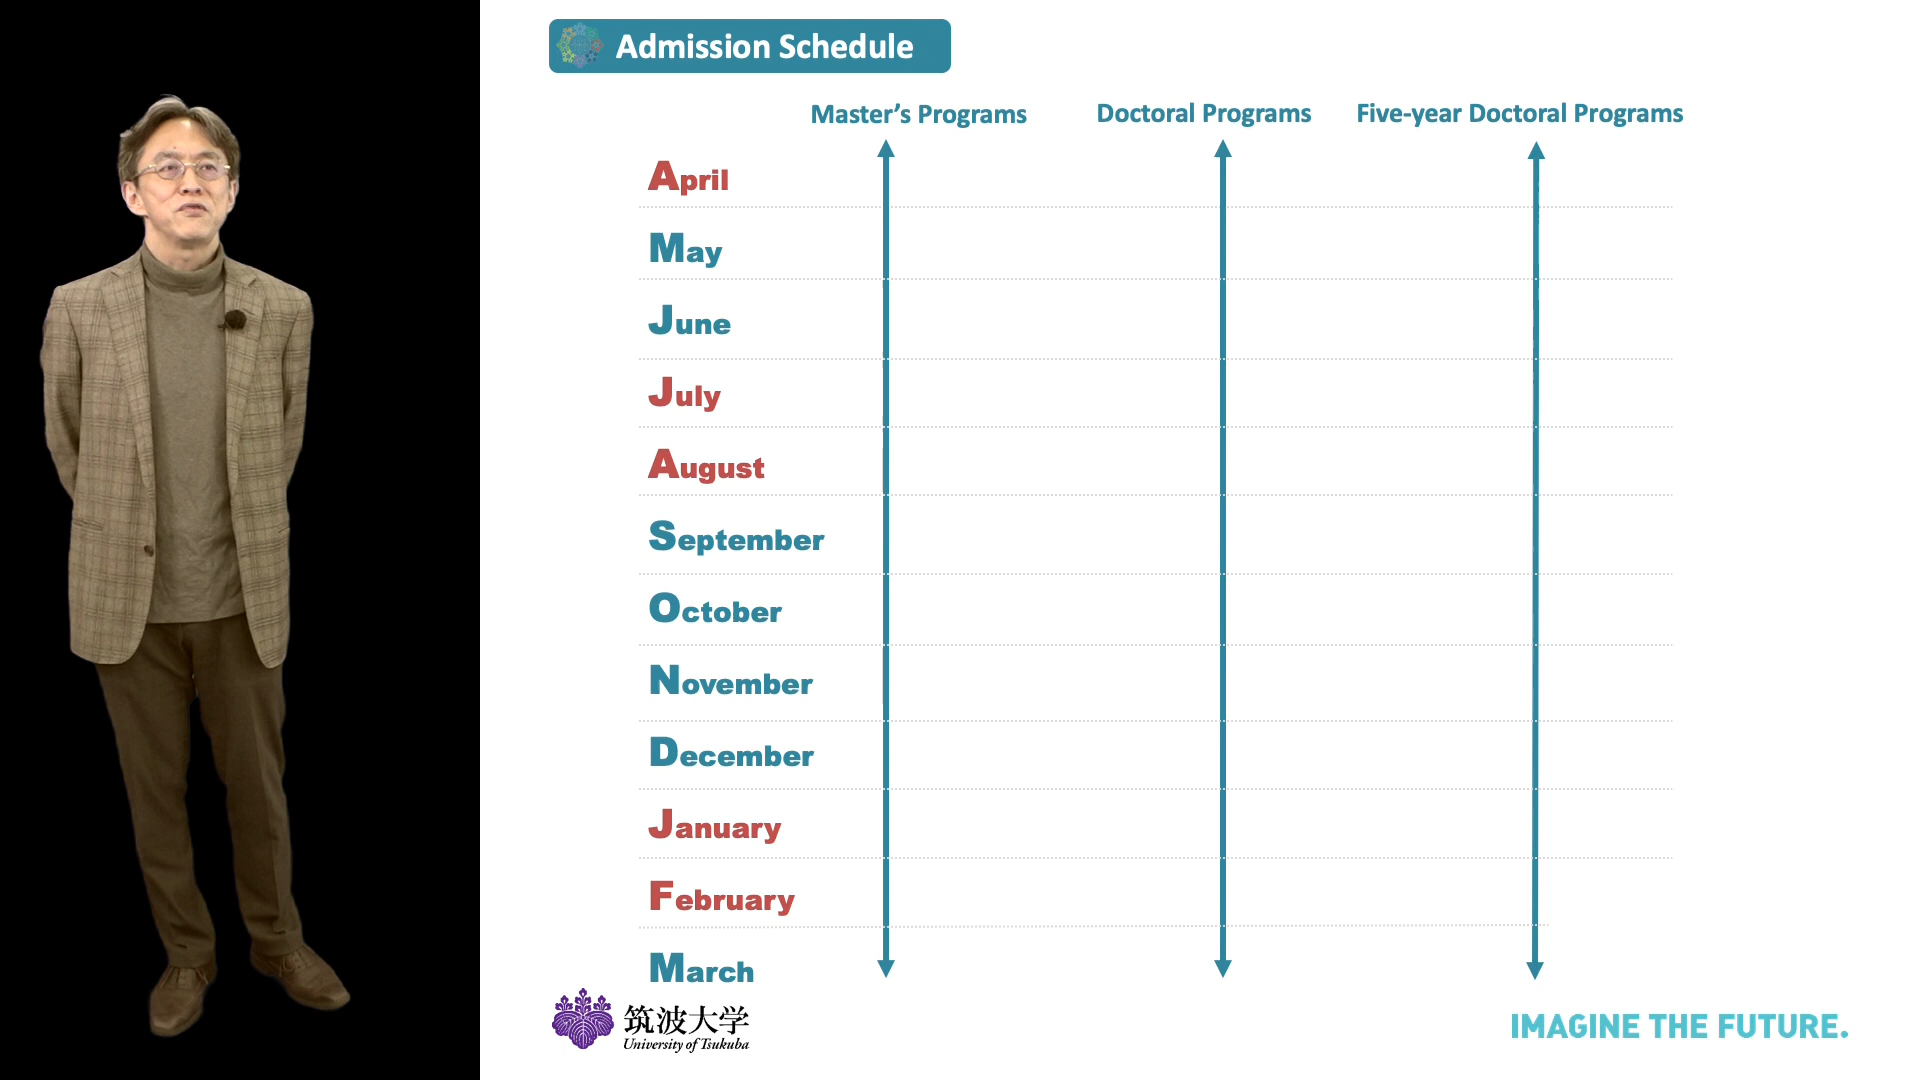 Admission Schedule
Master's Programs
Doctoral Programs
Five-year Doctoral Programs
April
May
June
July
August
September
October
November
December
January
February
March
筑波大学
University of Tsukuba
IMAGINE THE FUTURE.